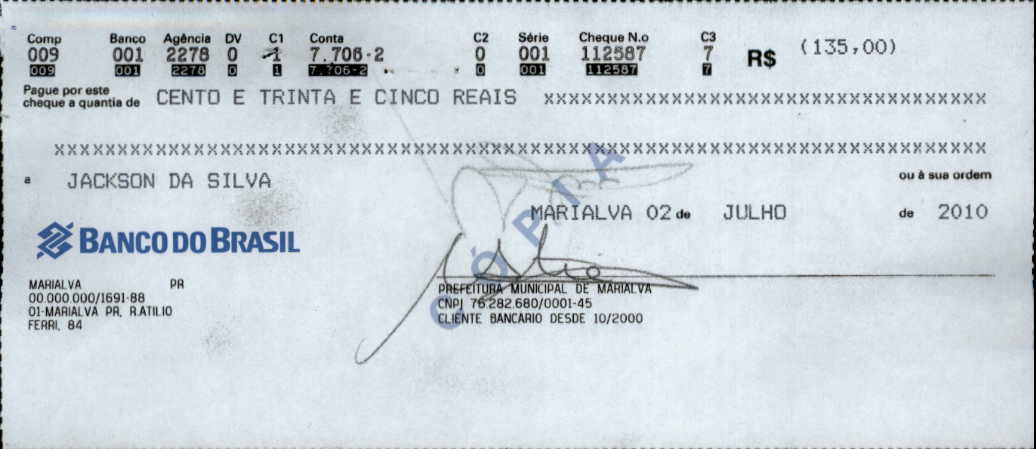 Comp Banco Agência DV C1 Conta C2 Série Cheque N.o C3
009 001 2278 0 1 7.706-2 0 001 112587 7 R$ (135,00)
009 001 2278 0 1 7.706-2 0 001 112587 7
Pague por este
cheque a quantia de CENTO E TRINTA E CINCO REAIS xxxxxxxxxxxxxxxxxxxxxxxxxxxxxxxxxxxxxxxxxx
xxxxxxxxxxxxxxxxxxxxxxxxxxxxxxxxxxxxxxxxxxxxxxxxxxxxxxxxxxxxxxxxxxxxxxxxxxxxxxxxxxxxxxxx
a JACKSON DA SILVA ou à sua ordem
MARIALVA 02 de JULHO de 2010
CÓPIA
BANCO DO BRASIL
MARIALVA PR
00.000.000/1691-88
01-MARIALVA PR, R.ATILIO
FERRI, 84
PREFEITURA MUNICIPAL DE MARIALVA
CNPJ 76.282.680/0001-45
CLIENTE BANCÁRIO DESDE 10/2000